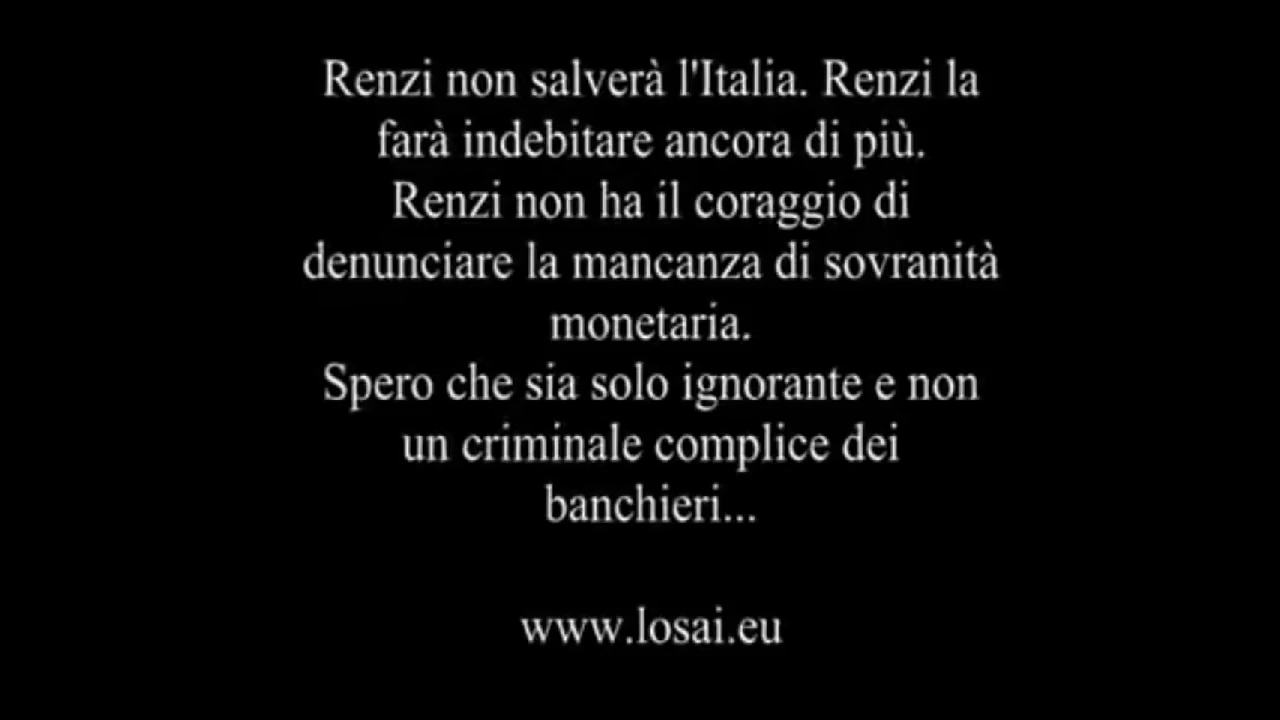 Renzi non salverà l'Italia. Renzi la
farà indebitare ancora di più.
Renzi non ha il coraggio di
denunciare la mancanza di sovranità
monetaria.
Spero che sia solo ignorante e non
un criminale complice dei
banchieri...
www.losai.eu